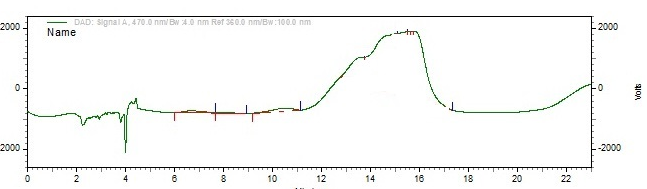 DAD: Signal A, 470.0 nm/Bw:4.0 nm Ref 360.0 nm/Bw:100.0 nm
Name
2000 2000
0 0
Volts
-2000 -2000
0 2 4 6 8 10 12 14 16 18 20 22